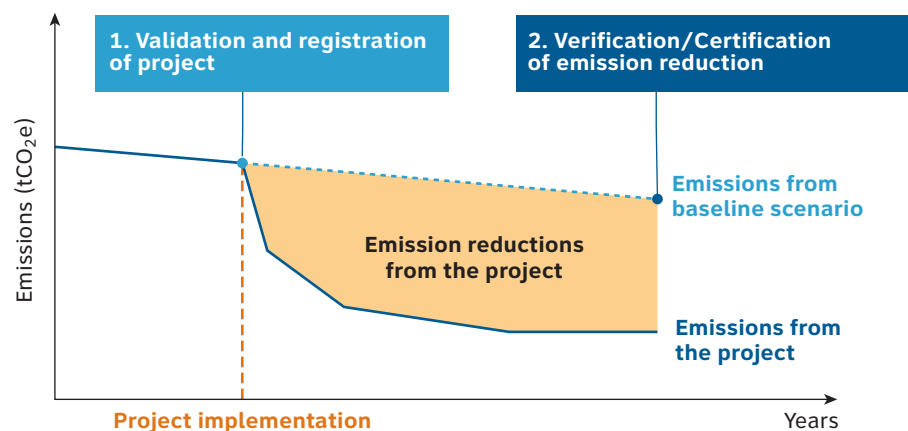 1. Validation and registration
of project
2. Verification/Certification
of emission reduction
Emissions (tCO₂e)
Emissions from
baseline scenario
Emission reductions
from the project
Emissions from
the project
Project implementation
Years